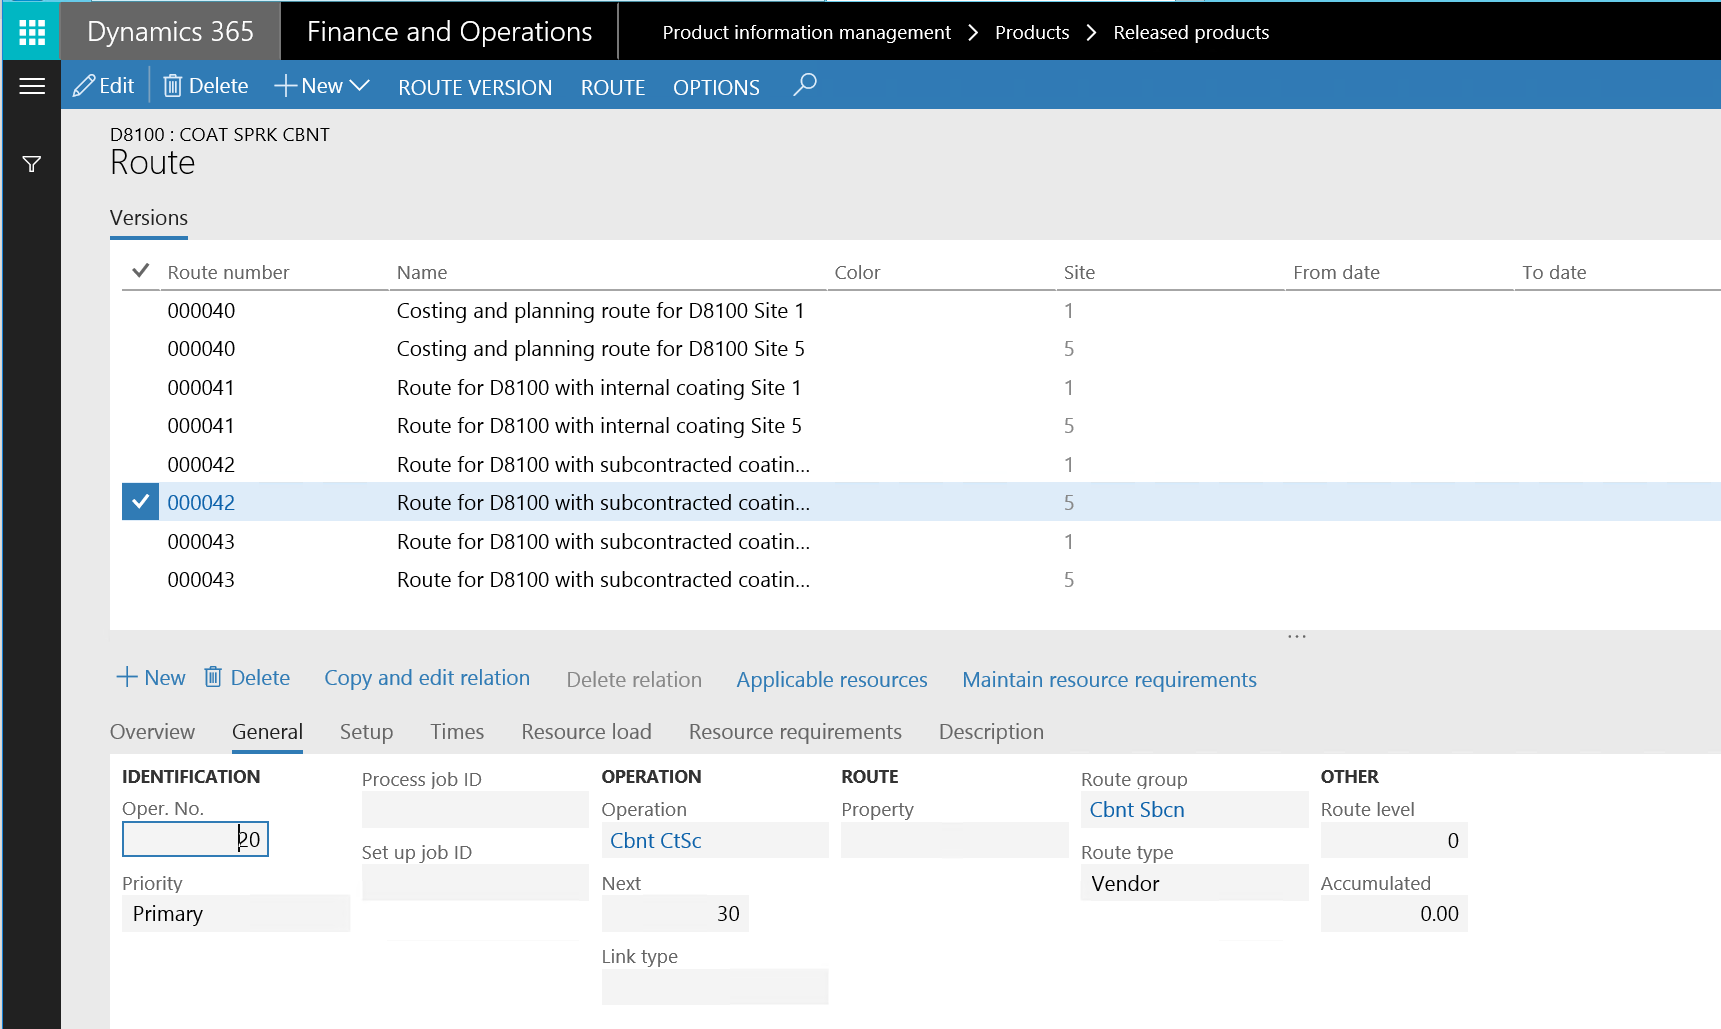 Dynamics 365 Finance and Operations Product information management > Products > Released products
Edit Delete New ROUTE VERSION ROUTE OPTIONS
D8100 : COAT SPRK CBNT
Route
Versions
Route number Name Color Site From date To date
000040 Costing and planning route for D8100 Site 1 1
000040 Costing and planning route for D8100 Site 5 5
000041 Route for D8100 with internal coating Site 1 1
000041 Route for D8100 with internal coating Site 5 5
000042 Route for D8100 with subcontracted coatin... 1
000042 Route for D8100 with subcontracted coatin... 5
000043 Route for D8100 with subcontracted coatin... 1
000043 Route for D8100 with subcontracted coatin... 5
...
New Delete Copy and edit relation Delete relation Applicable resources Maintain resource requirements
Overview General Setup Times Resource load Resource requirements Description
IDENTIFICATION
Oper. No.
20
Priority
Primary
Process job ID
Set up job ID
OPERATION
Operation
Cbnt CtSc
Next
30
Link type
ROUTE
Property
Route group
Cbnt Sbcn
Route type
Vendor
OTHER
Route level
0
Accumulated
0.00